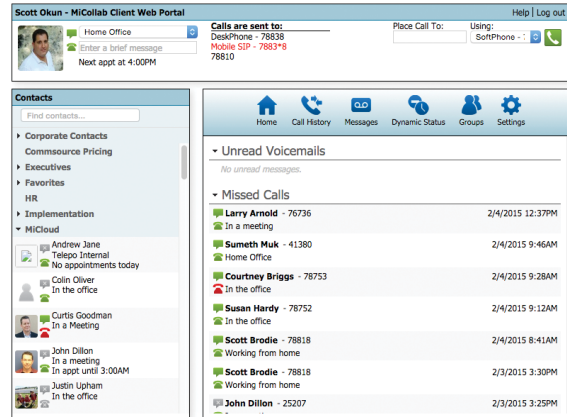 Scott Okun - MiCollab Client Web Portal
Help | Log out
Home Office
Enter a brief message
Next appt at 4:00PM
Calls are sent to:
DeskPhone - 78838
Mobile SIP - 7883*8
78810
Place Call To:
Using:
SoftPhone -
Contacts
Find contacts...
Corporate Contacts
Commsource Pricing
Executives
Favorites
HR
Implementation
MiCloud
Andrew Jane
Telepo Internal
No appointments today
Colin Oliver
In the office
Curtis Goodman
In a Meeting
John Dillon
In a meeting
In appt until 3:00AM
Justin Upham
In the office
Home
Call History
Messages
Dynamic Status
Groups
Settings
Unread Voicemails
No unread messages.
Missed Calls
Larry Arnold - 76736 2/4/2015 12:37PM
In a meeting
Sumeth Muk - 41380 2/4/2015 9:46AM
Home Office
Courtney Briggs - 78753 2/4/2015 9:28AM
In the office
Susan Hardy - 78752 2/4/2015 9:12AM
In the office
Scott Brodie - 78818 2/4/2015 8:41AM
Working from home
Scott Brodie - 78818 2/3/2015 3:30PM
Working from home
John Dillon - 25207 2/3/2015 3:25PM